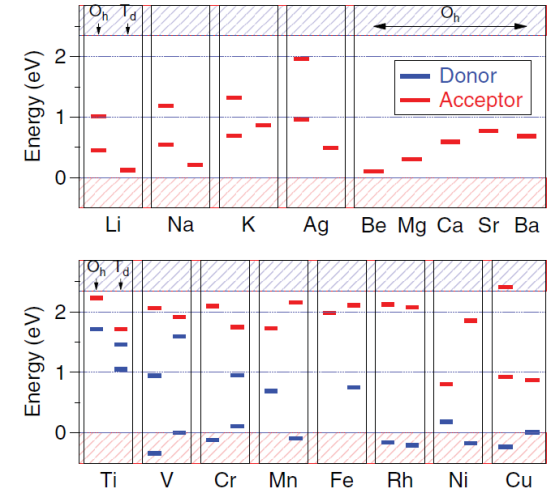 Oh Td
Oh
2
1
0
Energy (eV)
Donor
Acceptor
Li Na K Ag Be Mg Ca Sr Ba
Oh Td
2
1
0
Energy (eV)
Ti V Cr Mn Fe Rh Ni Cu